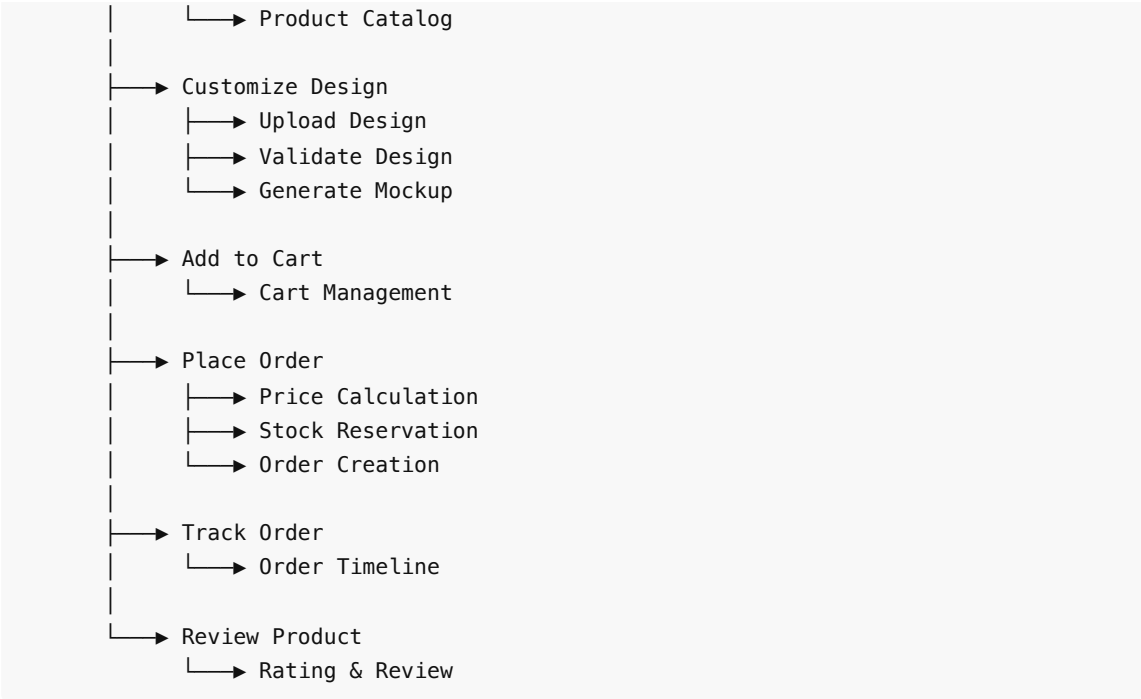 Product Catalog
Customize Design
Upload Design
Validate Design
Generate Mockup
Add to Cart
Cart Management
Place Order
Price Calculation
Stock Reservation
Order Creation
Track Order
Order Timeline
Review Product
Rating & Review